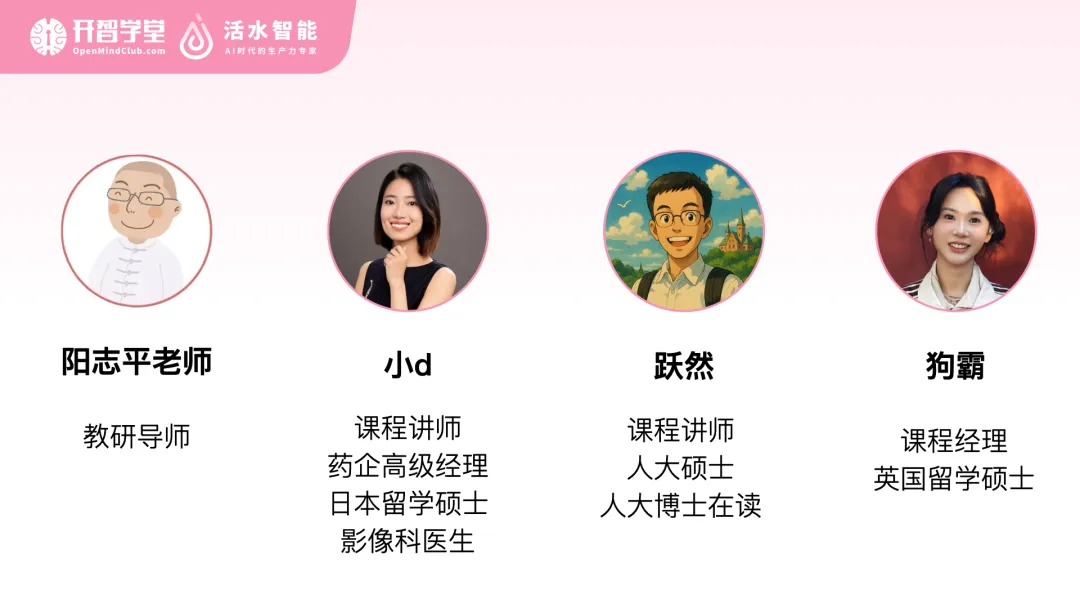 开智学堂
OpenMindClub.com
活水智能
AI时代的生产力专家
阳志平老师
教研导师
小d
课程讲师
药企高级经理
日本留学硕士
影像科医生
跃然
课程讲师
人大硕士
人大博士在读
狗霸
课程经理
英国留学硕士